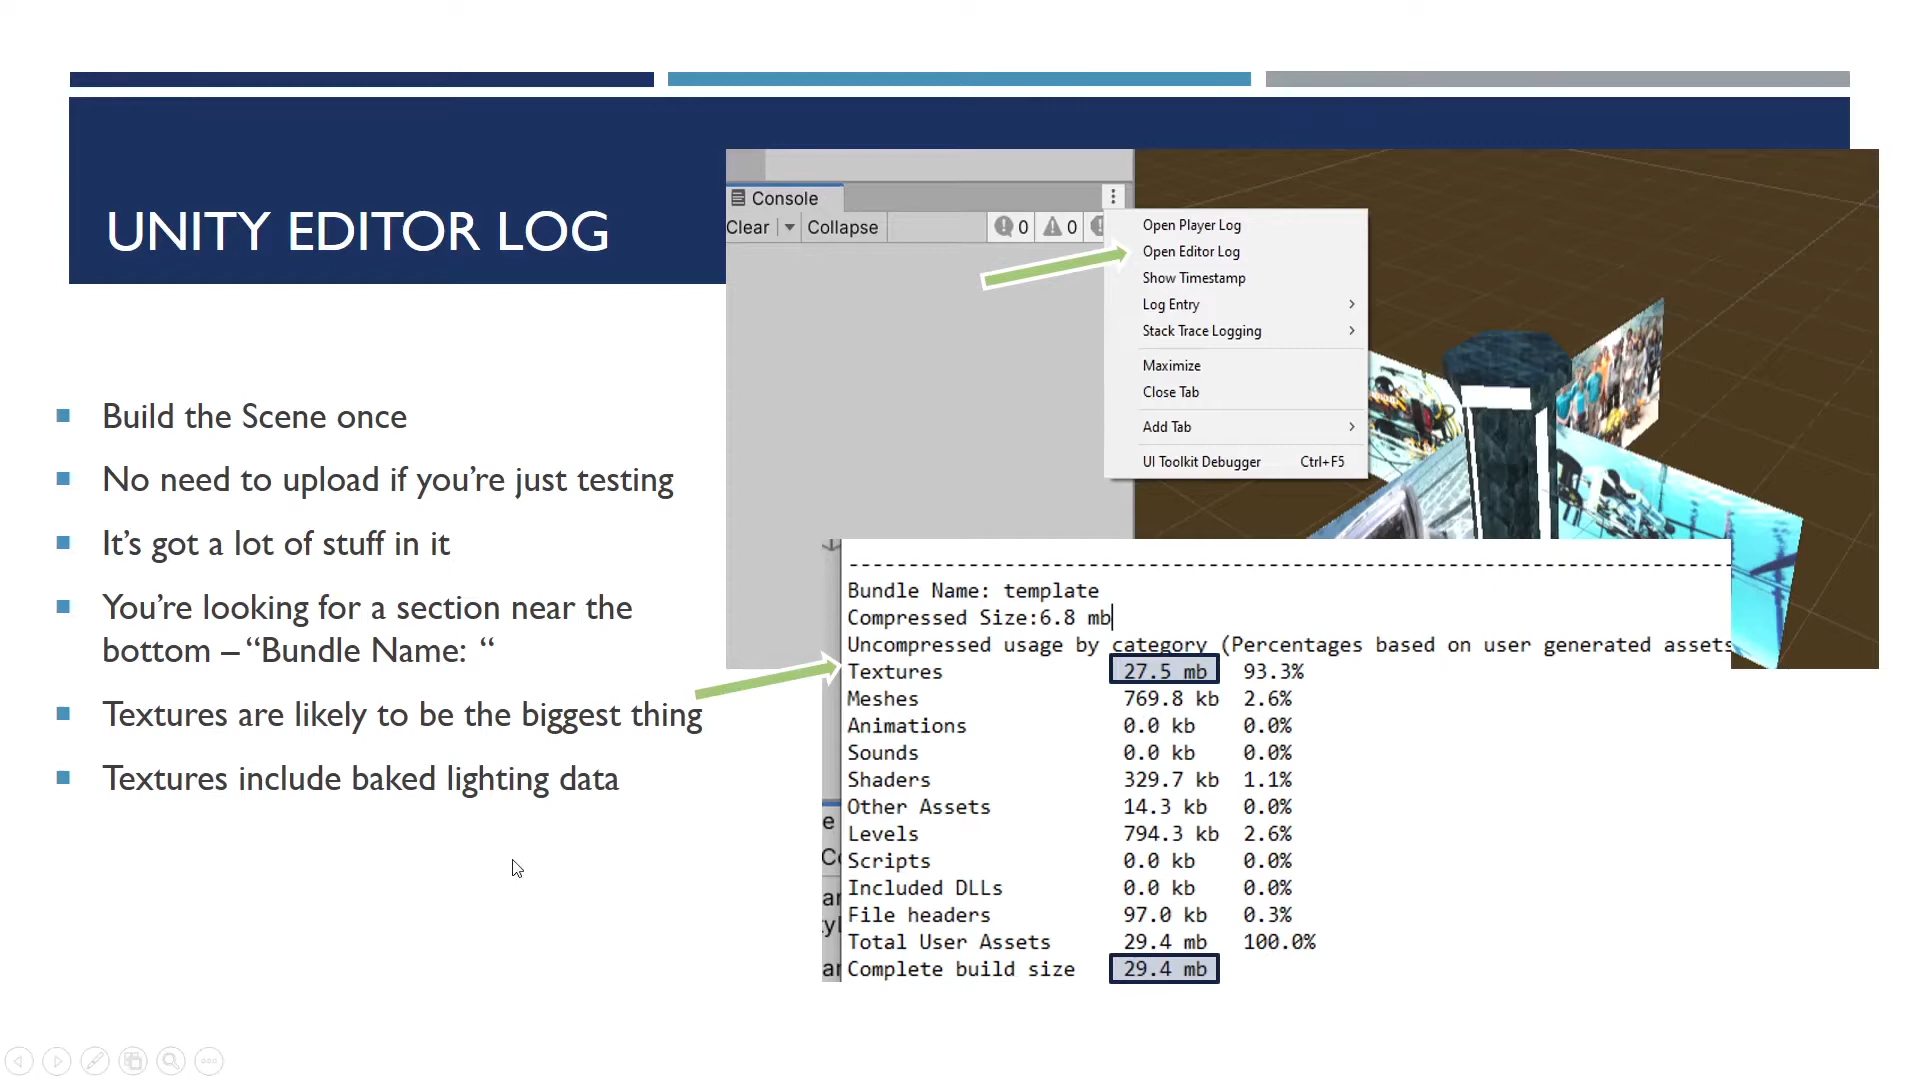 UNITY EDITOR LOG
Build the Scene once
No need to upload if you’re just testing
It’s got a lot of stuff in it
You’re looking for a section near the
bottom – “Bundle Name: “
Textures are likely to be the biggest thing
Textures include baked lighting data
Console
Clear Collapse 0 0
Open Player Log
Open Editor Log
Show Timestamp
Log Entry
Stack Trace Logging
Maximize
Close Tab
Add Tab
UI Toolkit Debugger Ctrl+F5
--------------------------------------------------------------------------------
Bundle Name: template
Compressed Size:6.8 mb
Uncompressed usage by category (Percentages based on user generated assets
Textures 27.5 mb 93.3%
Meshes 769.8 kb 2.6%
Animations 0.0 kb 0.0%
Sounds 0.0 kb 0.0%
Shaders 329.7 kb 1.1%
Other Assets 14.3 kb 0.0%
Levels 794.3 kb 2.6%
Scripts 0.0 kb 0.0%
Included DLLs 0.0 kb 0.0%
File headers 97.0 kb 0.3%
Total User Assets 29.4 mb 100.0%
Complete build size 29.4 mb